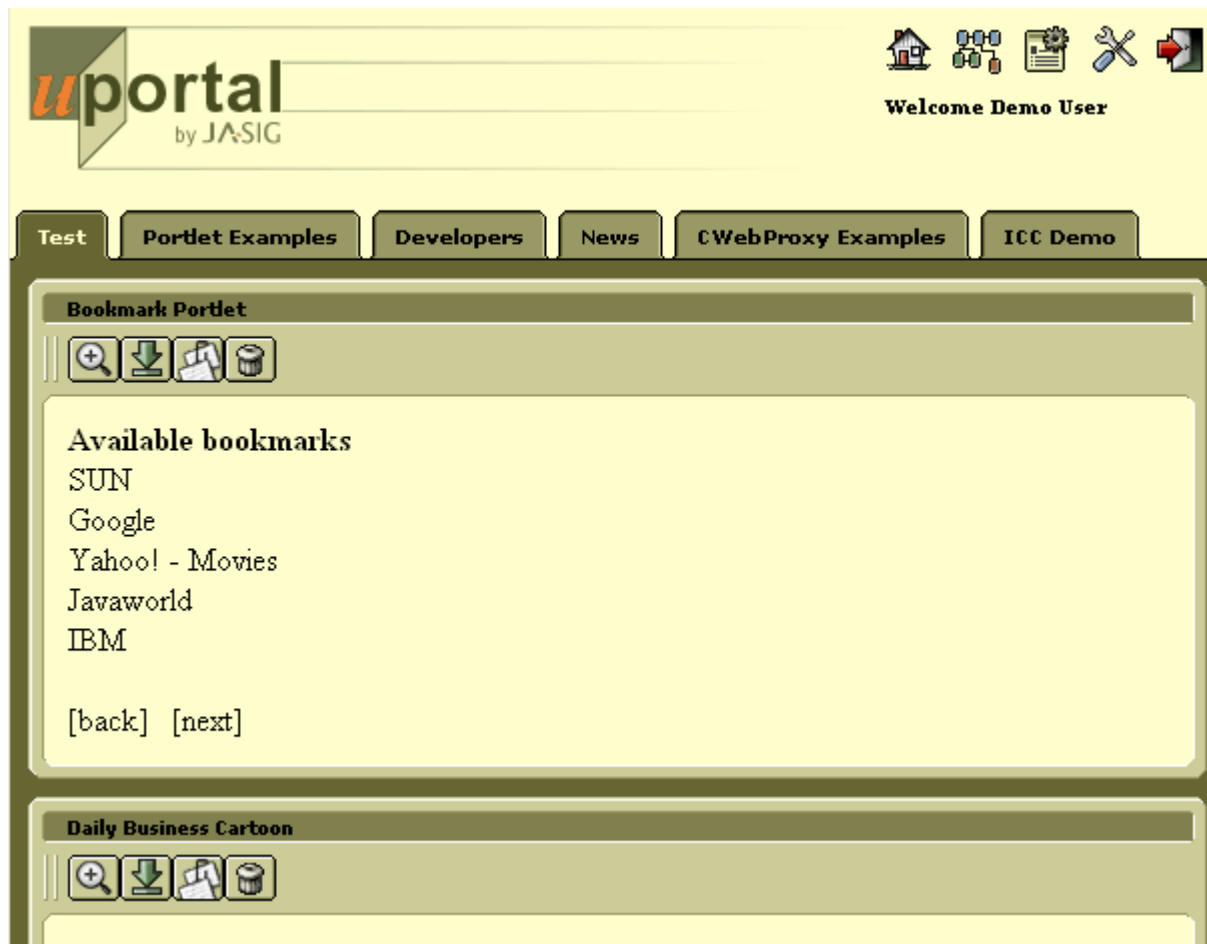 uportal
by JA-SIG
Welcome Demo User
Test
Portlet Examples
Developers
News
CWebProxy Examples
ICC Demo
Bookmark Portlet
Available bookmarks
SUN
Google
Yahoo! - Movies
Javaworld
IBM
[back] [next]
Daily Business Cartoon